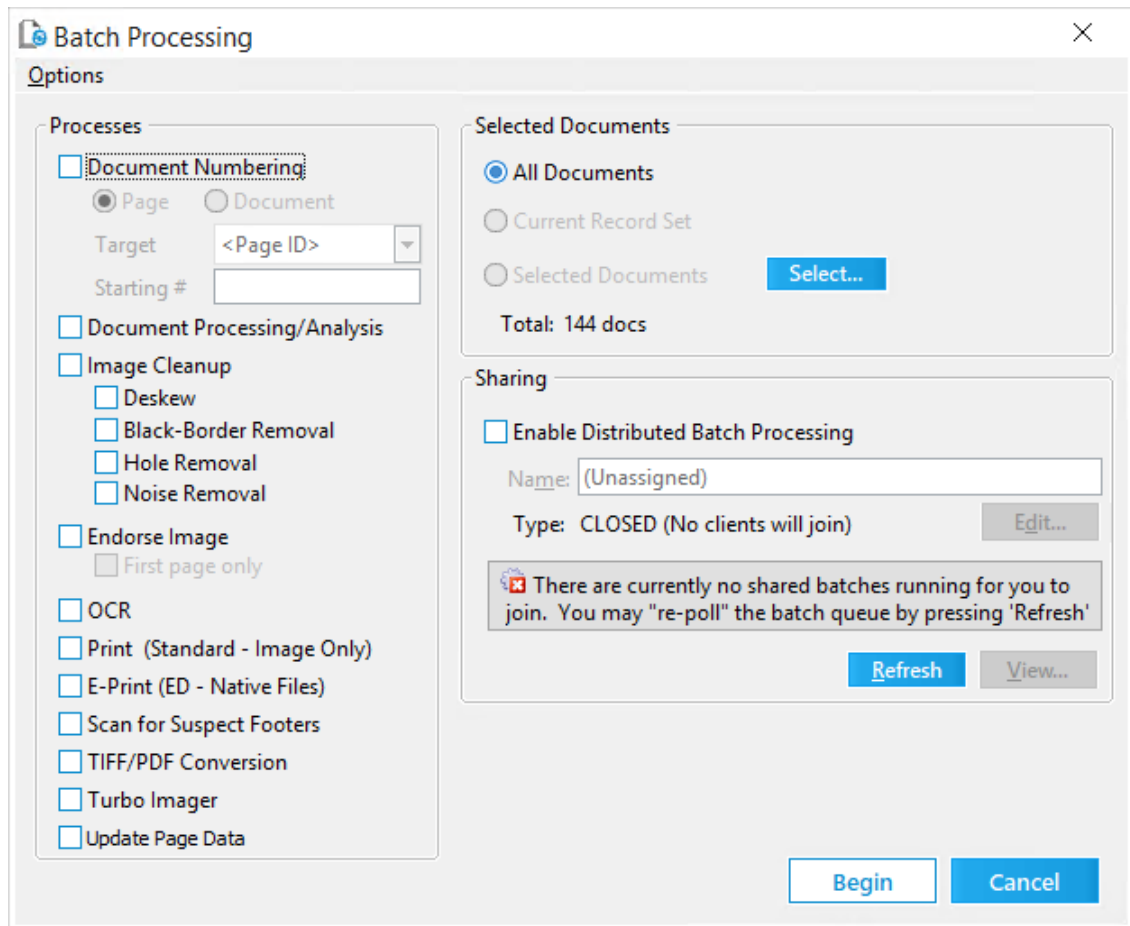 Batch Processing
Options
Processes
Document Numbering
Page Document
Target <Page ID>
Starting #
Document Processing/Analysis
Image Cleanup
Deskew
Black-Border Removal
Hole Removal
Noise Removal
Endorse Image
First page only
OCR
Print (Standard - Image Only)
E-Print (ED - Native Files)
Scan for Suspect Footers
TIFF/PDF Conversion
Turbo Imager
Update Page Data
Selected Documents
All Documents
Current Record Set
Selected Documents Select...
Total: 144 docs
Sharing
Enable Distributed Batch Processing
Name: (Unassigned)
Type: CLOSED (No clients will join) Edit...
There are currently no shared batches running for you to
join. You may "re-poll" the batch queue by pressing 'Refresh'
Refresh View...
Begin Cancel